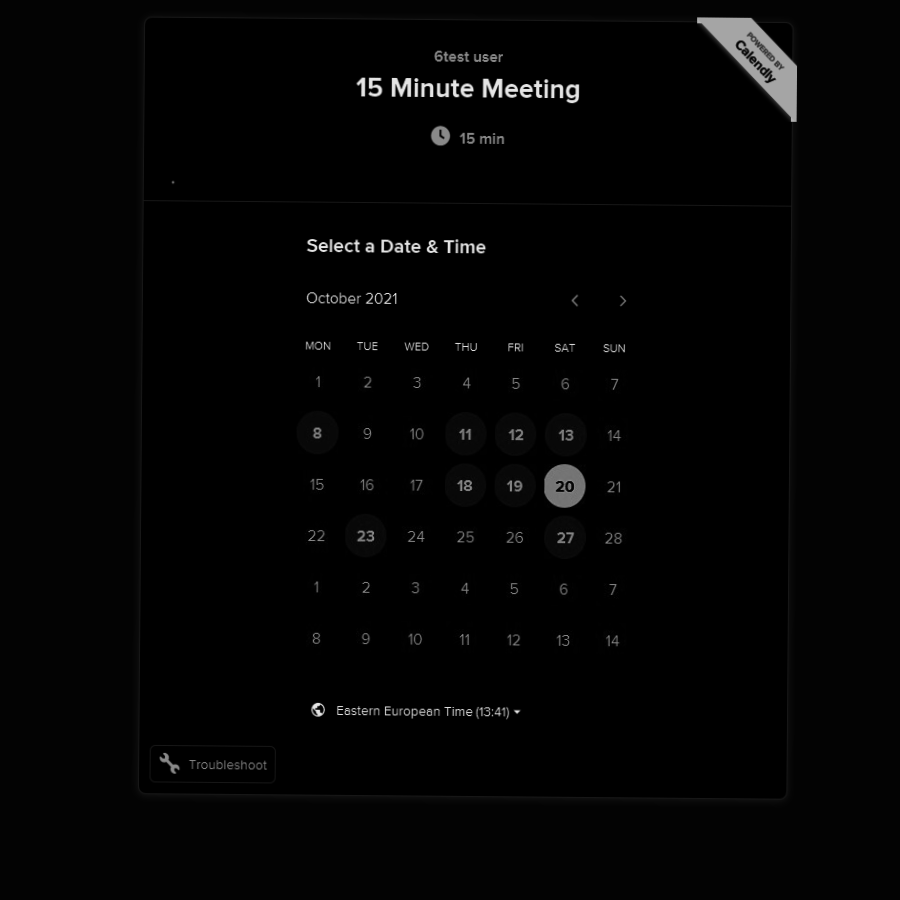 POWERED BY
Calendly
6test user
15 Minute Meeting
15 min
Select a Date & Time
October 2021
MON TUE WED THU FRI SAT SUN
1 2 3 4 5 6 7
8 9 10 11 12 13 14
15 16 17 18 19 20 21
22 23 24 25 26 27 28
1 2 3 4 5 6 7
8 9 10 11 12 13 14
Eastern European Time (13:41)
Troubleshoot